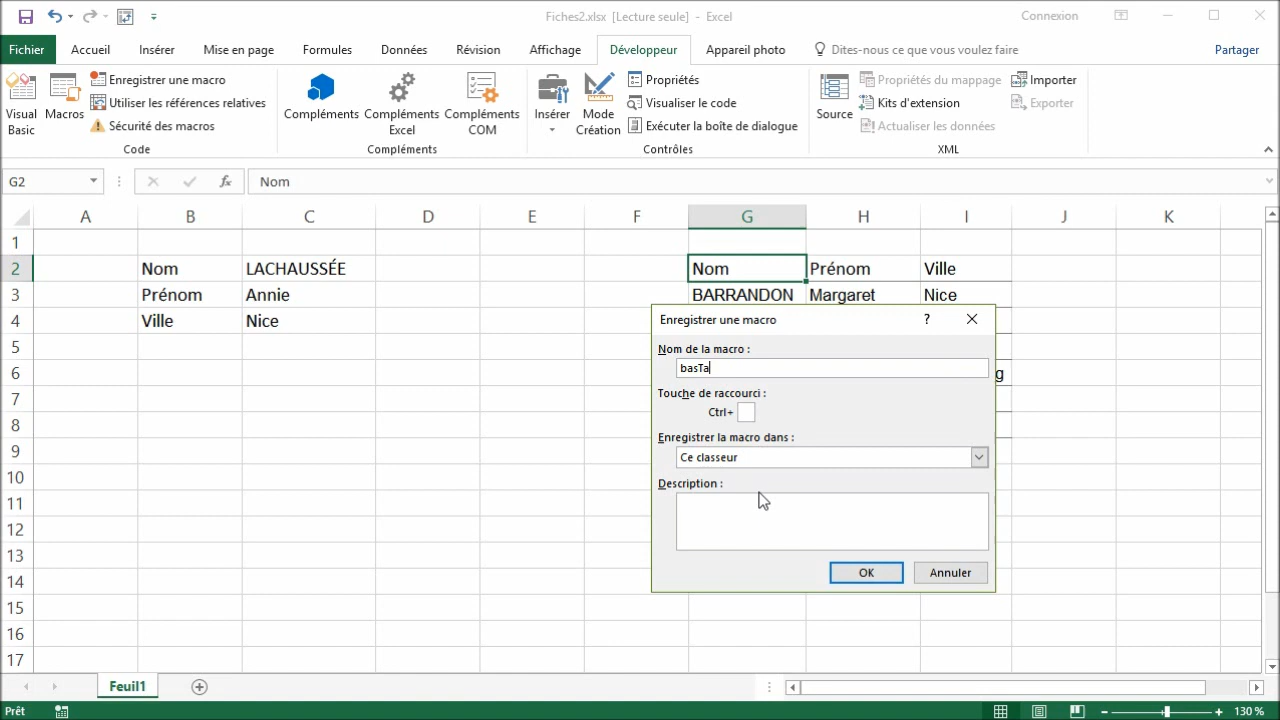 Fiches2.xlsx [Lecture seule] - Excel
Connexion
Fichier Accueil Insérer Mise en page Formules Données Révision Affichage Développeur Appareil photo Dites-nous ce que vous voulez faire Partager
Visual Basic
Macros
Enregistrer une macro
Utiliser les références relatives
Sécurité des macros
Code
Compléments
Compléments Excel
Compléments COM
Compléments
Insérer
Mode Création
Propriétés
Visualiser le code
Exécuter la boîte de dialogue
Contrôles
Source
Propriétés du mappage
Kits d'extension
Actualiser les données
Importer
Exporter
XML
G2 fx Nom
A B C D E F G H I J K
1
2 Nom LACHAUSSÉE Nom Prénom Ville
3 Prénom Annie BARRANDON Margaret Nice
4 Ville Nice
5
6 g
7
8
9
10
11
12
13
14
15
16
17
Enregistrer une macro ?
Nom de la macro :
basTa
Touche de raccourci :
Ctrl+
Enregistrer la macro dans :
Ce classeur
Description :
OK Annuler
Feuil1
Prêt 130 %